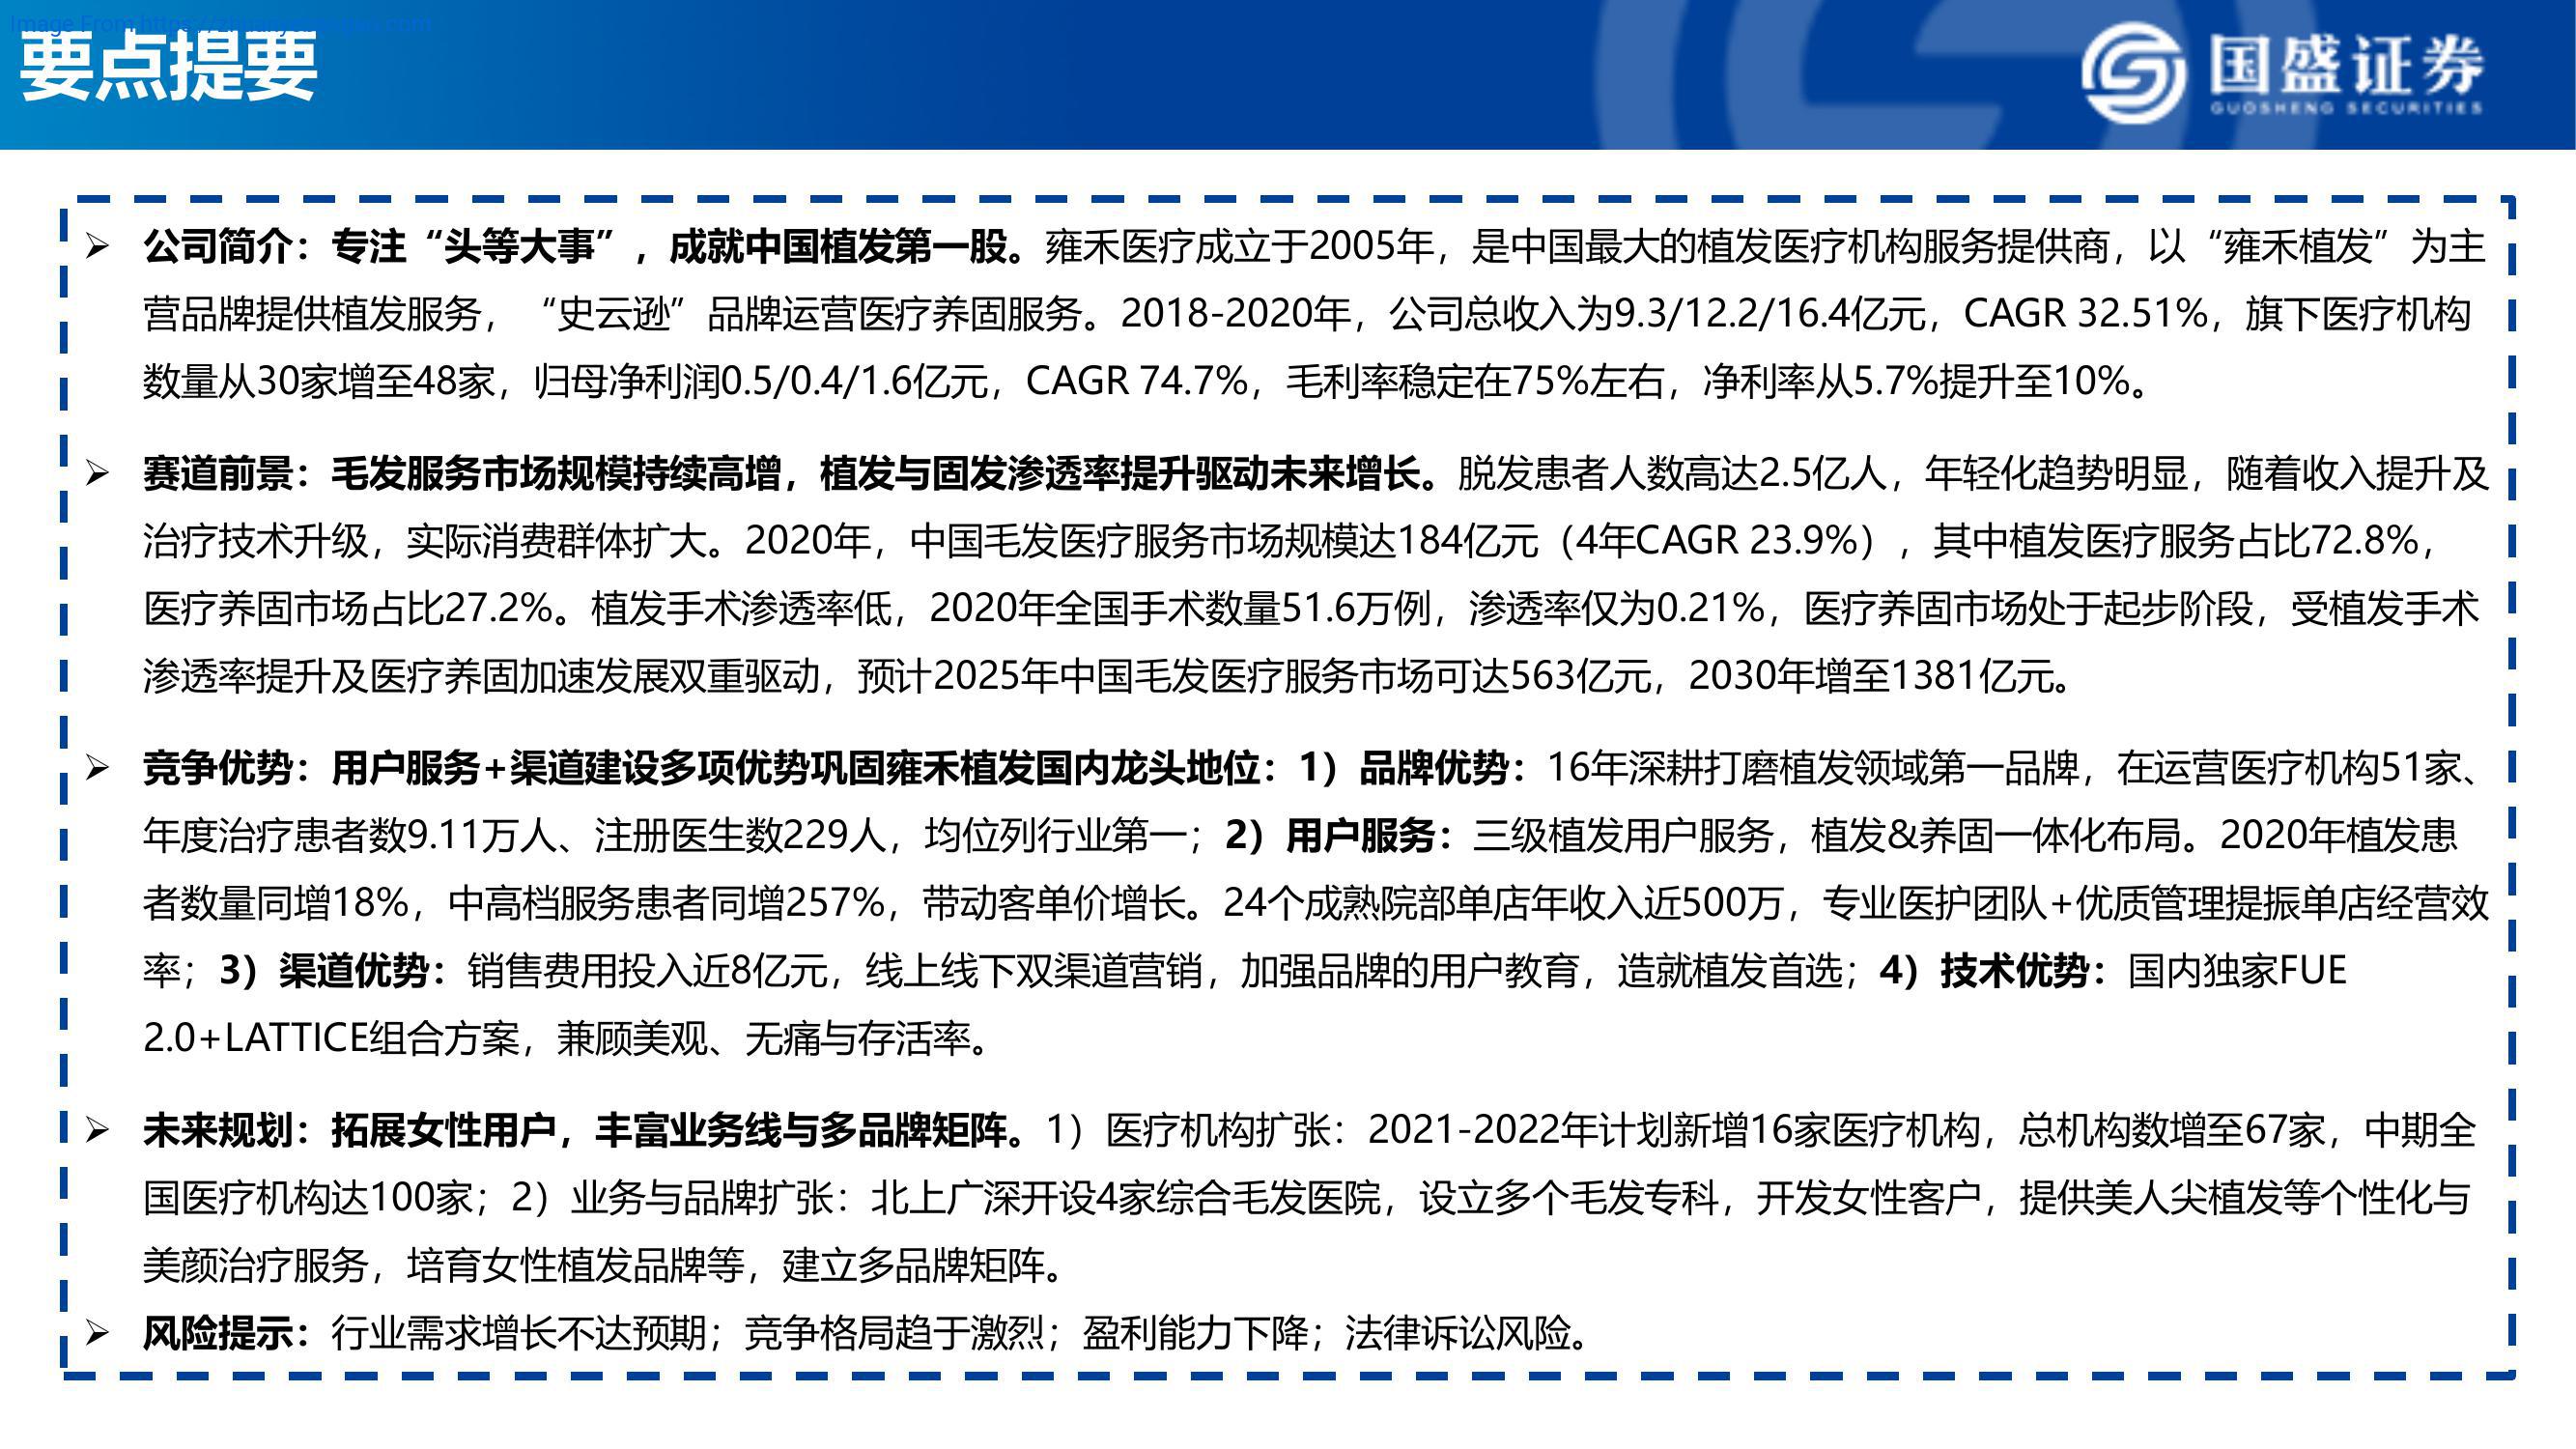 Image From https://
要点提要
国盛证券
GUOSHENG SECURITIES
公司简介：专注“头等大事”，成就中国植发第一股。雍禾医疗成立于2005年，是中国最大的植发医疗机构服务提供商，以“雍禾植发”为主
营品牌提供植发服务，“史云逊”品牌运营医疗养固服务。2018-2020年，公司总收入为9.3/12.2/16.4亿元，CAGR 32.51%，旗下医疗机构
数量从30家增至48家，归母净利润0.5/0.4/1.6亿元，CAGR 74.7%，毛利率稳定在75%左右，净利率从5.7%提升至10%。
赛道前景：毛发服务市场规模持续高增，植发与固发渗透率提升驱动未来增长。脱发患者人数高达2.5亿人，年轻化趋势明显，随着收入提升及
治疗技术升级，实际消费群体扩大。2020年，中国毛发医疗服务市场规模达184亿元（4年CAGR 23.9%），其中植发医疗服务占比72.8%，
医疗养固市场占比27.2%。植发手术渗透率低，2020年全国手术数量51.6万例，渗透率仅为0.21%，医疗养固市场处于起步阶段，受植发手术
渗透率提升及医疗养固加速发展双重驱动，预计2025年中国毛发医疗服务市场可达563亿元，2030年增至1381亿元。
竞争优势：用户服务+渠道建设多项优势巩固雍禾植发国内龙头地位：1）品牌优势：16年深耕打磨植发领域第一品牌，在运营医疗机构51家、
年度治疗患者数9.11万人、注册医生数229人，均位列行业第一；2）用户服务：三级植发用户服务，植发&养固一体化布局。2020年植发患
者数量同增18%，中高档服务患者同增257%，带动客单价增长。24个成熟院部单店年收入近500万，专业医护团队+优质管理提振单店经营效
率；3）渠道优势：销售费用投入近8亿元，线上线下双渠道营销，加强品牌的用户教育，造就植发首选；4）技术优势：国内独家FUE
2.0+LATTICE组合方案，兼顾美观、无痛与存活率。
未来规划：拓展女性用户，丰富业务线与多品牌矩阵。1）医疗机构扩张：2021-2022年计划新增16家医疗机构，总机构数增至67家，中期全
国医疗机构达100家；2）业务与品牌扩张：北上广深开设4家综合毛发医院，设立多个毛发专科，开发女性客户，提供美人尖植发等个性化与
美颜治疗服务，培育女性植发品牌等，建立多品牌矩阵。
风险提示：行业需求增长不达预期；竞争格局趋于激烈；盈利能力下降；法律诉讼风险。